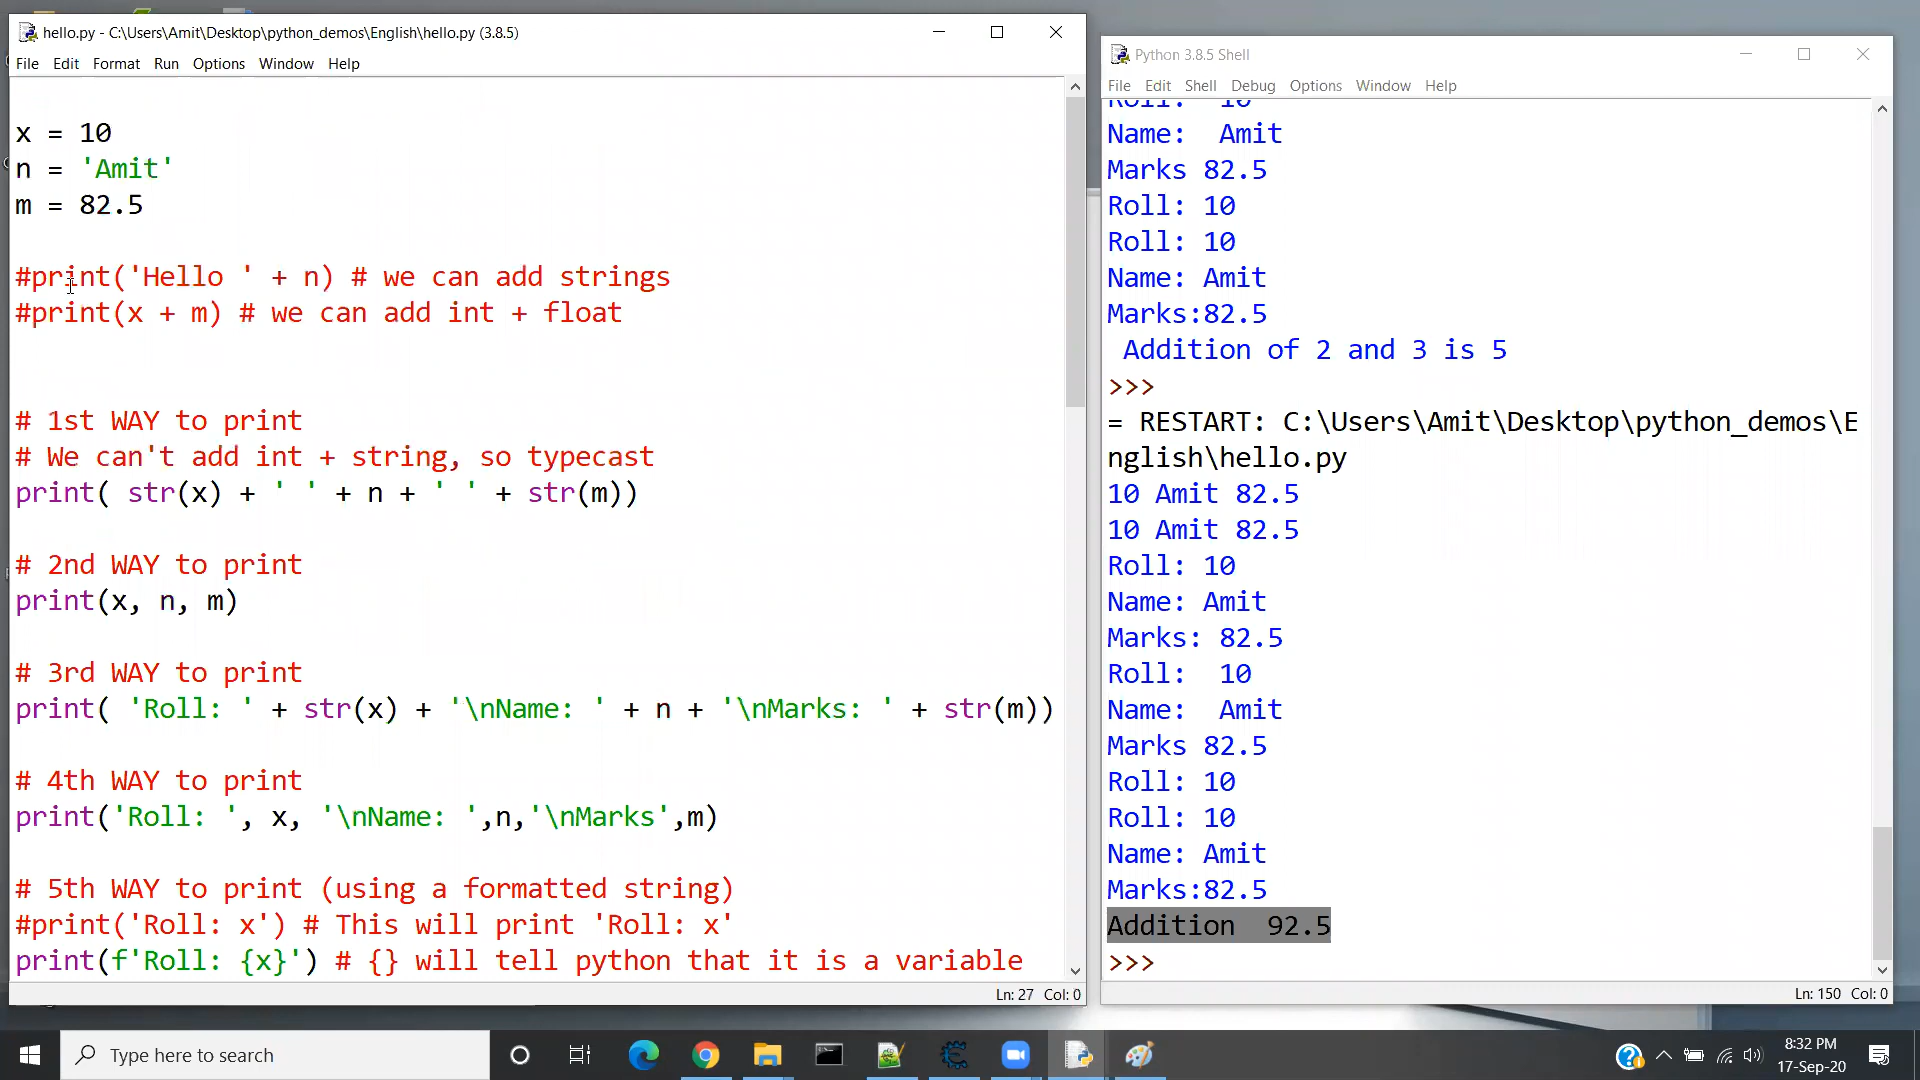 hello.py - C:\Users\Amit\Desktop\python_demos\English\hello.py (3.8.5)
File Edit Format Run Options Window Help
x = 10
n = 'Amit'
m = 82.5
#print('Hello ' + n) # we can add strings
#print(x + m) # we can add int + float
# 1st WAY to print
# We can't add int + string, so typecast
print( str(x) + ' ' + n + ' ' + str(m))
# 2nd WAY to print
print(x, n, m)
# 3rd WAY to print
print( 'Roll: ' + str(x) + '\nName: ' + n + '\nMarks: ' + str(m))
# 4th WAY to print
print('Roll: ', x, '\nName: ',n,'\nMarks',m)
# 5th WAY to print (using a formatted string)
#print('Roll: x') # This will print 'Roll: x'
print(f'Roll: {x}') # {} will tell python that it is a variable
Ln: 27 Col: 0
Python 3.8.5 Shell
File Edit Shell Debug Options Window Help
Roll:  10
Name:  Amit
Marks 82.5
Roll: 10
Roll: 10
Name: Amit
Marks:82.5
 Addition of 2 and 3 is 5
>>>
= RESTART: C:\Users\Amit\Desktop\python_demos\E
nglish\hello.py
10 Amit 82.5
10 Amit 82.5
Roll: 10
Name: Amit
Marks: 82.5
Roll:  10
Name:  Amit
Marks 82.5
Roll: 10
Roll: 10
Name: Amit
Marks:82.5
Addition  92.5
>>>
Ln: 150 Col: 0
Type here to search
8:32 PM
17-Sep-20